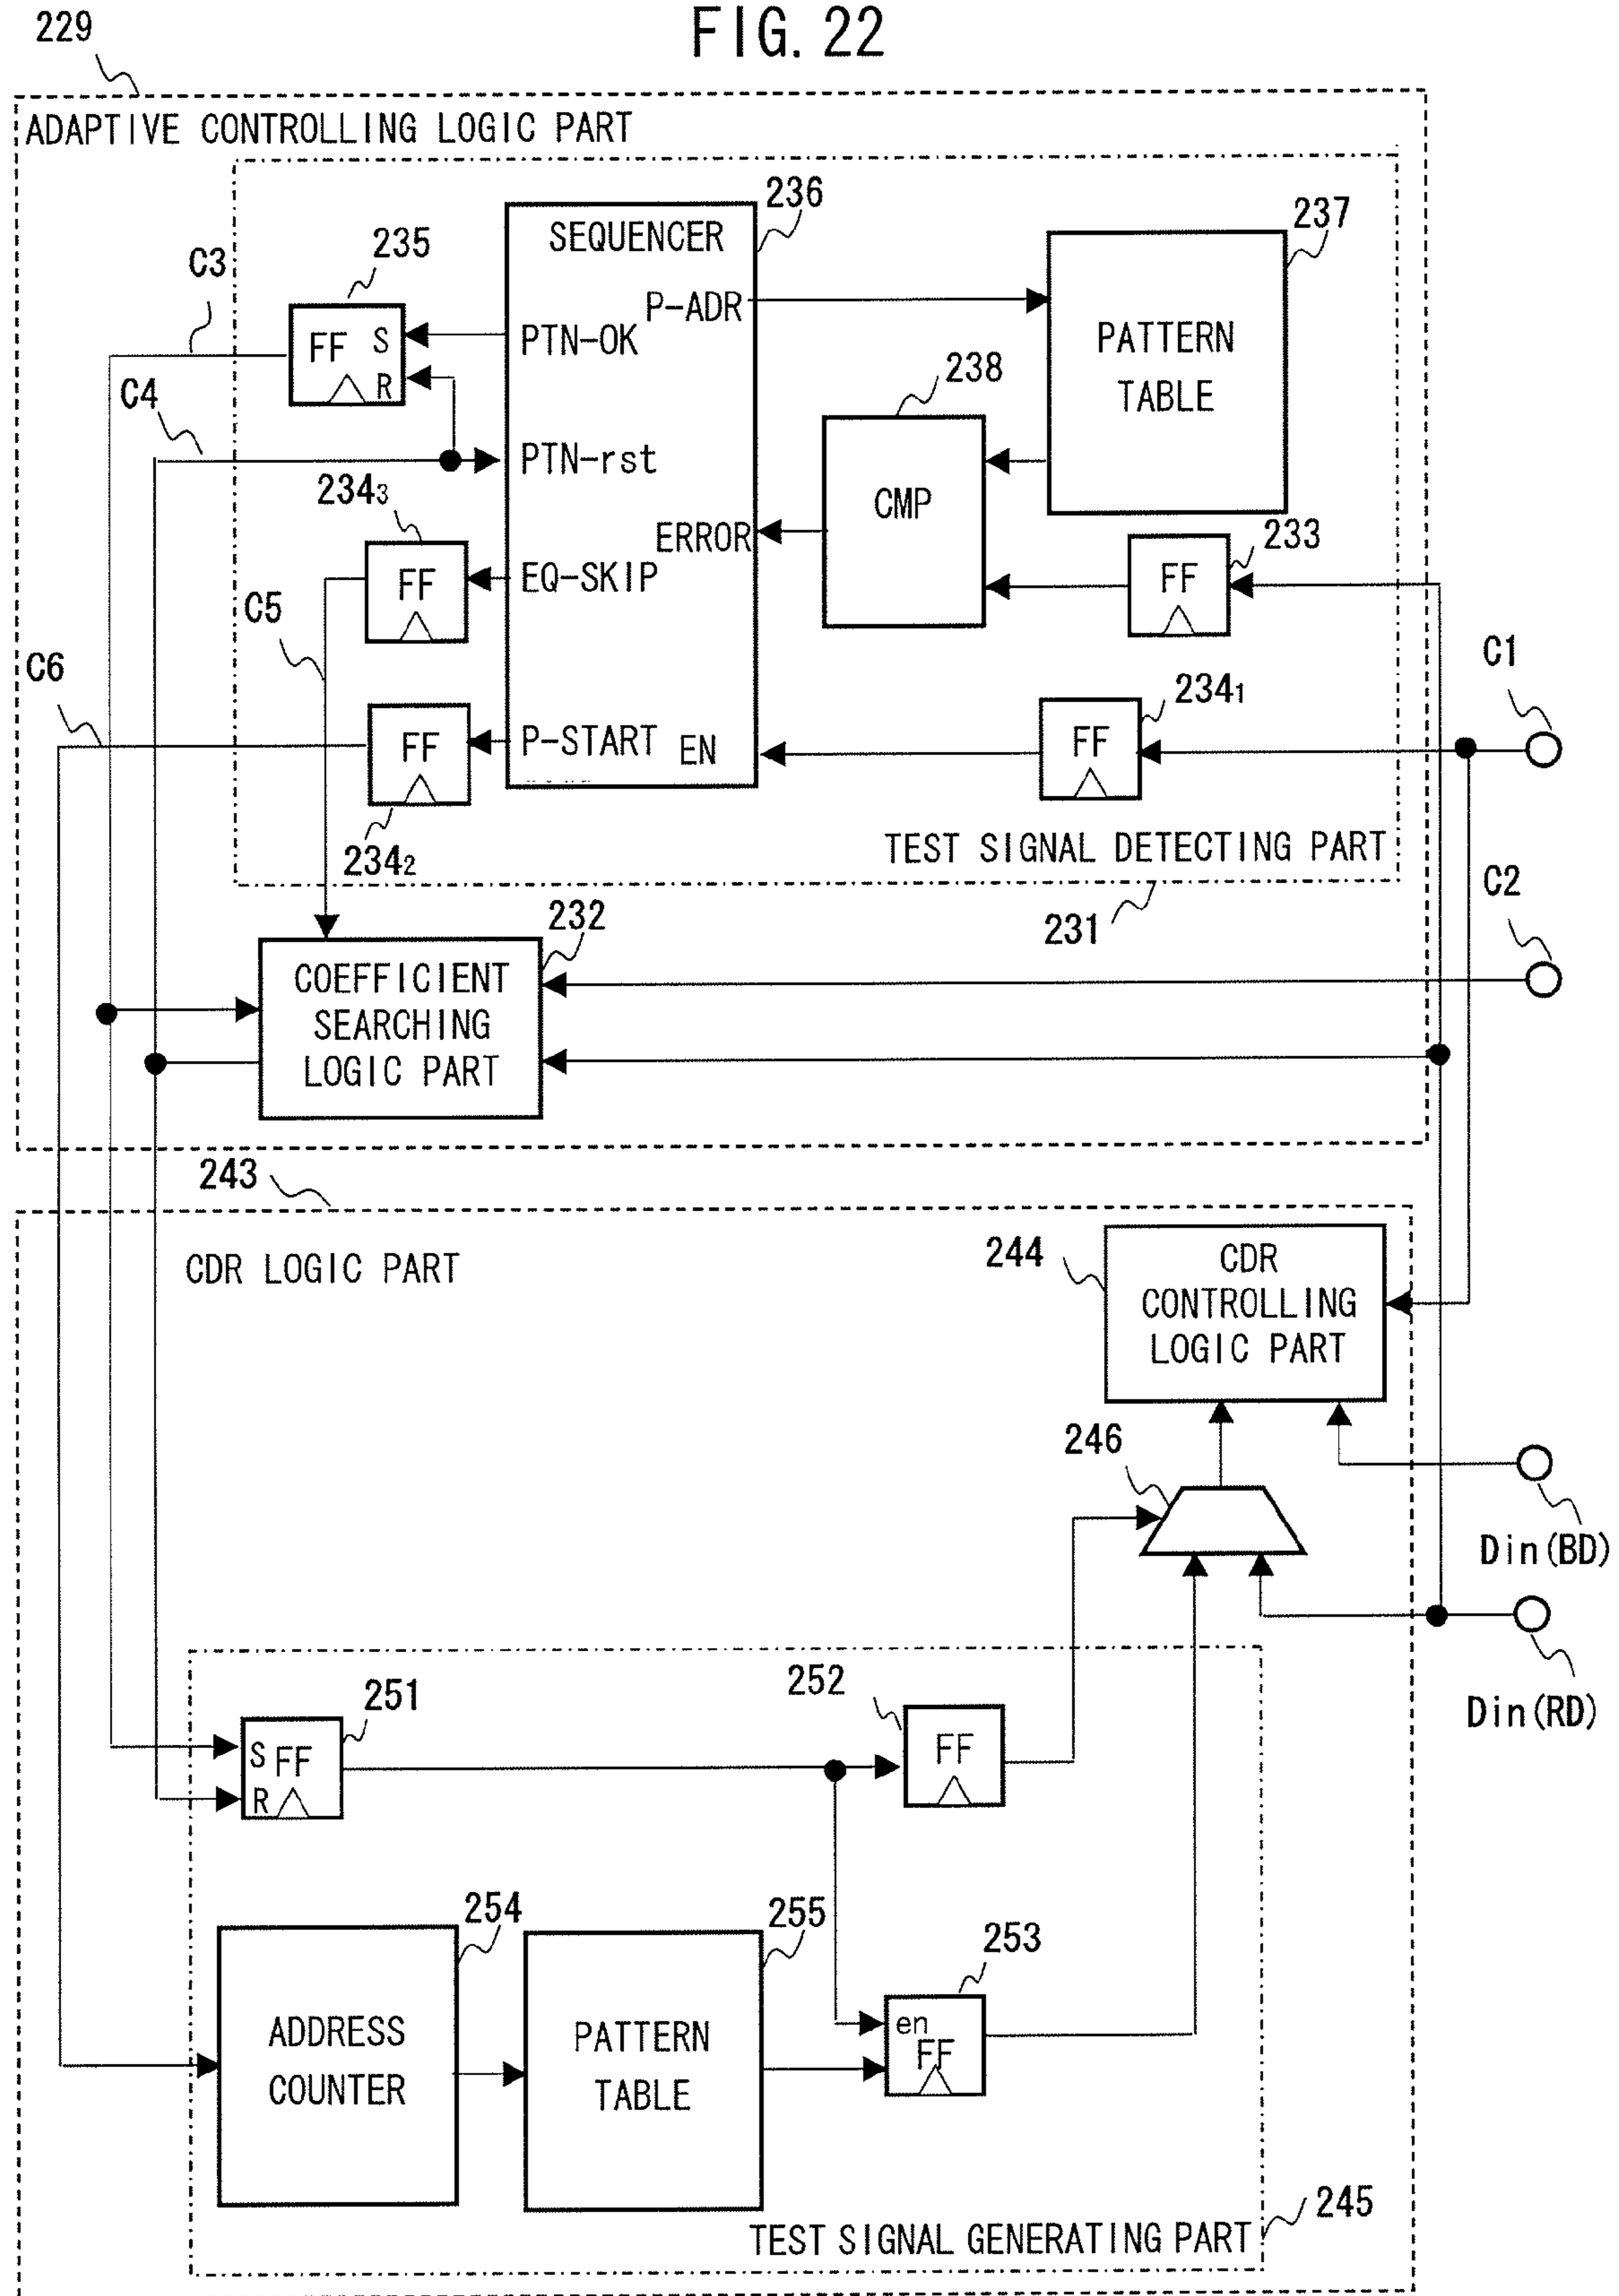 FIG. 22
229
ADAPTIVE CONTROLLING LOGIC PART
236
SEQUENCER
237
235
C3
FF S
R
PTN-OK
P-ADR
PATTERN
TABLE
238
C4
PTN-rst
CMP
234₃
ERROR
233
FF
EQ-SKIP
FF
C5
C6
C1
234₁
FF
P-START
EN
FF
234₂
TEST SIGNAL DETECTING PART
C2
231
232
COEFFICIENT
SEARCHING
LOGIC PART
243
CDR LOGIC PART
244
CDR
CONTROLLING
LOGIC PART
246
Din(BD)
Din(RD)
251
S FF
R
252
FF
254
255
253
ADDRESS
COUNTER
PATTERN
TABLE
en
FF
245
TEST SIGNAL GENERATING PART